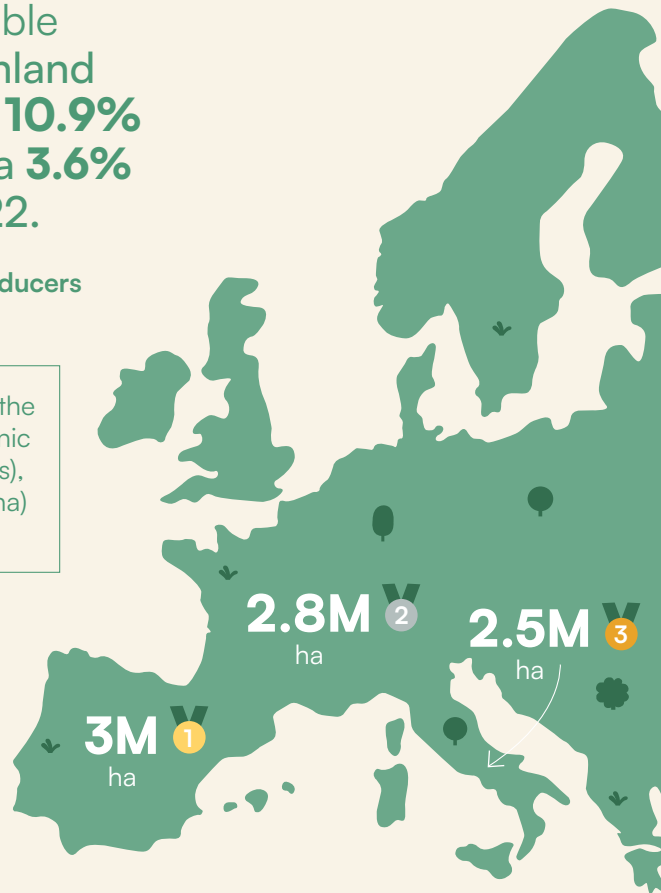 ble
nland
10.9%
a 3.6%
22.
ducers
the
nic
s),
na)
2.8M 2
ha
2.5M 3
ha
3M 1
ha